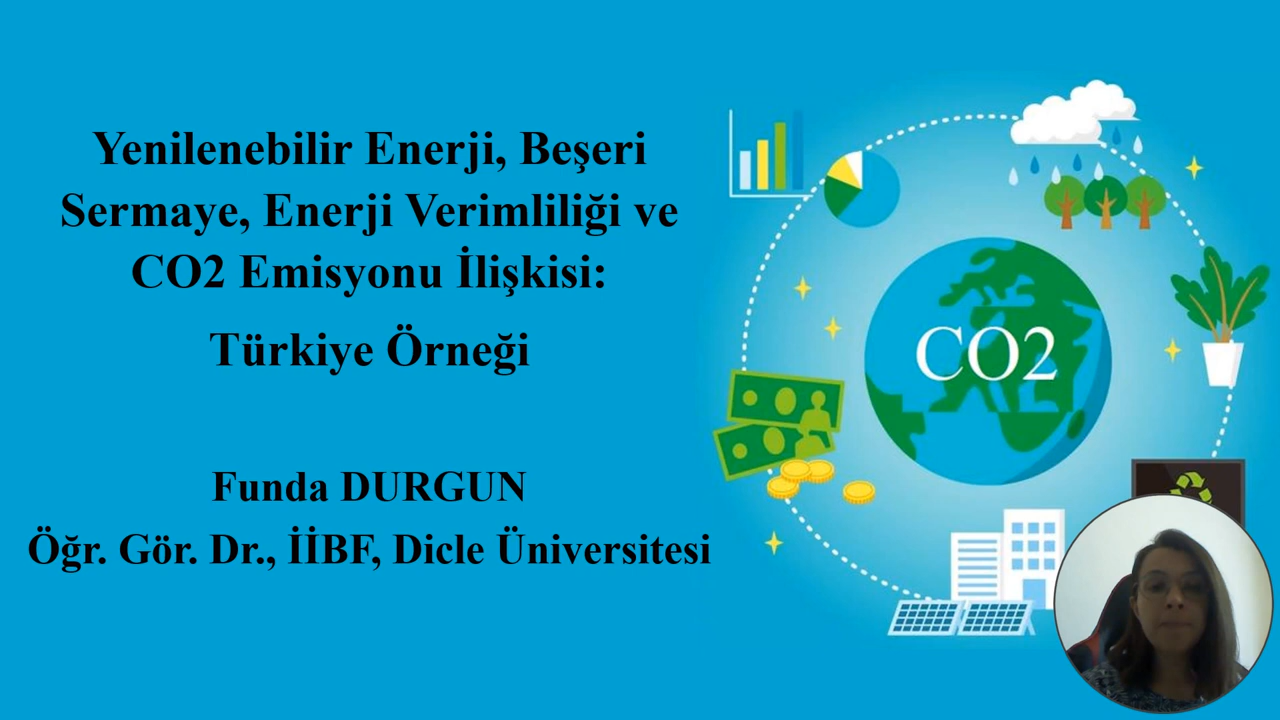 Yenilenebilir Enerji, Beşeri
Sermaye, Enerji Verimliliği ve
CO2 Emisyonu İlişkisi:
Türkiye Örneği
Funda DURGUN
Öğr. Gör. Dr., İİBF, Dicle Üniversitesi
CO2